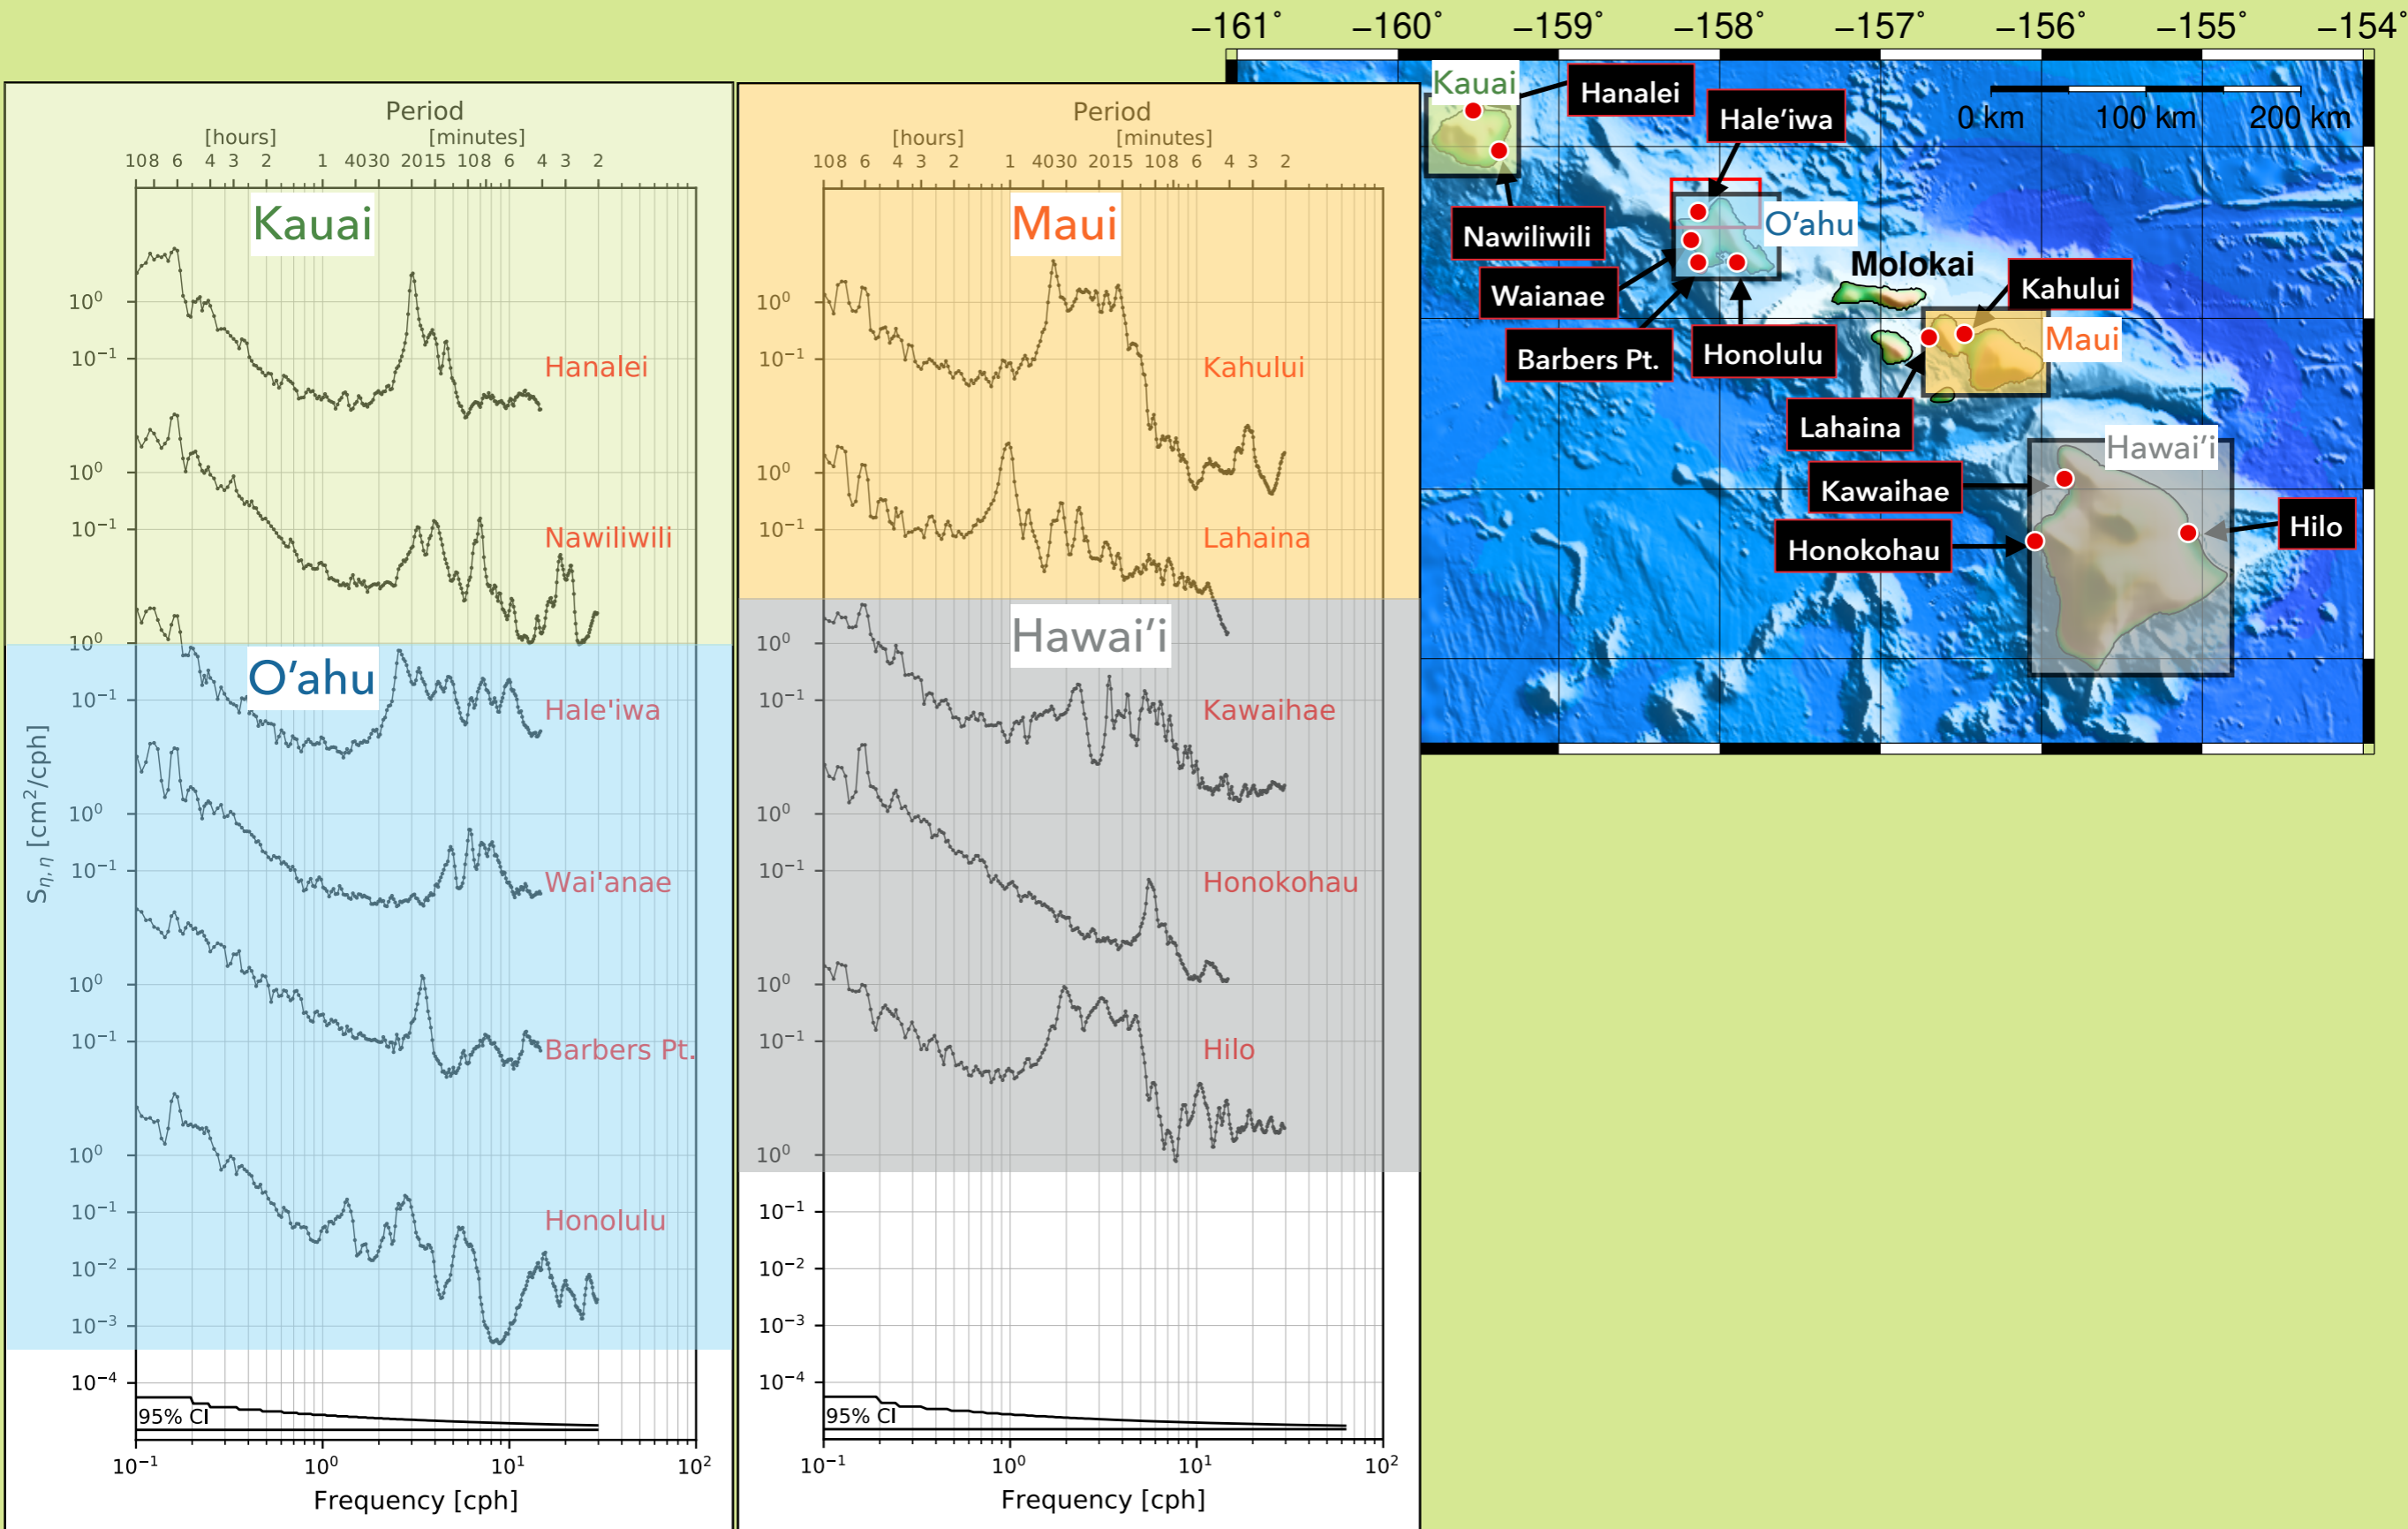 Period
[hours] [minutes]
108 6 4 3 2 1 4030 2015 108 6 4 3 2
Kauai
10⁰
10⁻¹
Hanalei
10⁰
10⁻¹
Nawiliwili
10⁰
O‘ahu
10⁻¹
Hale'iwa
10⁰
10⁻¹
Wai'anae
10⁰
10⁻¹
Barbers Pt.
10⁰
10⁻¹
Honolulu
10⁻²
10⁻³
10⁻⁴
95% CI
10⁻¹ 10⁰ 10¹ 10²
Frequency [cph]
Sη,η [cm²/cph]
Period
[hours] [minutes]
108 6 4 3 2 1 4030 2015 108 6 4 3 2
Maui
10⁰
10⁻¹
Kahului
10⁰
10⁻¹
Lahaina
Hawai‘i
10⁰
10⁻¹
Kawaihae
10⁰
10⁻¹
Honokohau
10⁰
10⁻¹
Hilo
10⁰
10⁻¹
10⁻²
10⁻³
10⁻⁴
95% CI
10⁻¹ 10⁰ 10¹ 10²
Frequency [cph]
−161˚ −160˚ −159˚ −158˚ −157˚ −156˚ −155˚ −154˚
Kauai
Hanalei
Hale‘iwa
0 km 100 km 200 km
Nawiliwili
O‘ahu
Waianae
Molokai
Kahului
Barbers Pt.
Honolulu
Maui
Lahaina
Hawai‘i
Kawaihae
Honokohau
Hilo